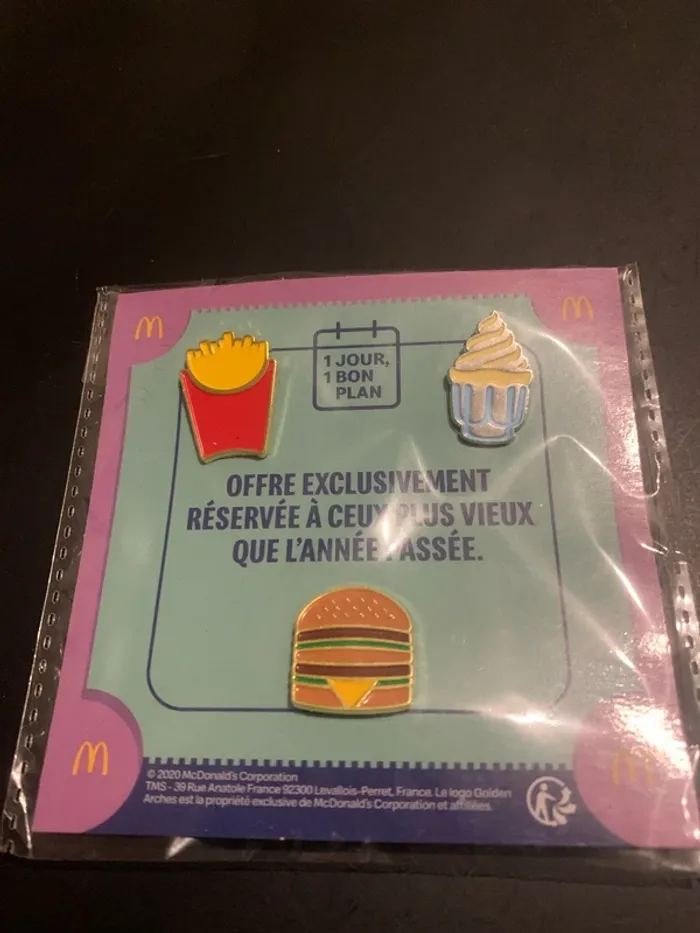 1 JOUR,
1 BON
PLAN
OFFRE EXCLUSIVEMENT
RÉSERVÉE À CEUX PLUS VIEUX
QUE L'ANNÉE PASSÉE.
© 2020 McDonald's Corporation
TMS - 39 Rue Anatole France 92300 Levallois-Perret, France. Le logo Golden
Arches est la propriété exclusive de McDonald's Corporation et affiliées.